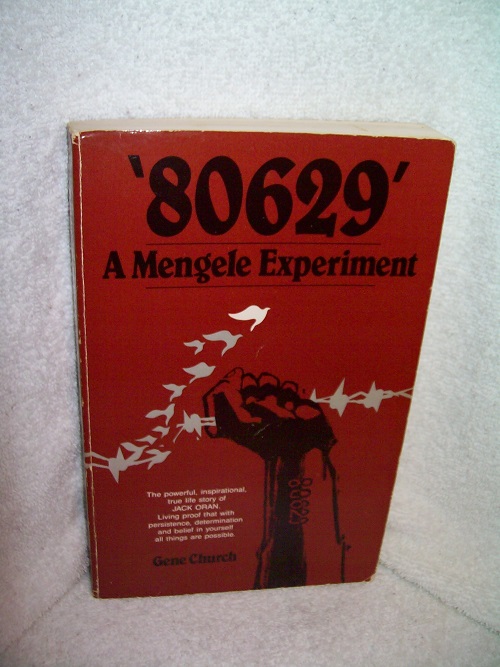 '80629'
A Mengele Experiment
The powerful, inspirational,
true life story of
JACK ORAN.
Living proof that with
persistence, determination
and belief in yourself
all things are possible.
Gene Church